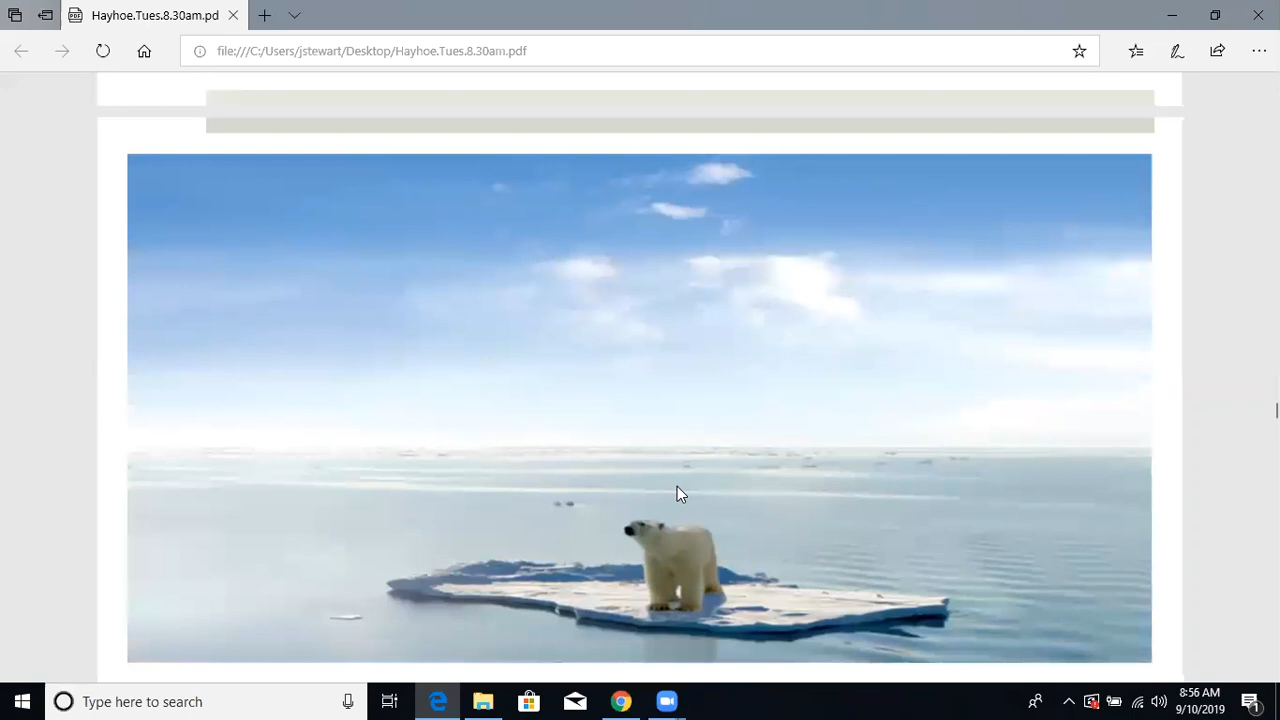 Hayhoe.Tues.8.30am.pd
file:///C:/Users/jstewart/Desktop/Hayhoe.Tues.8.30am.pdf
Type here to search
8:56 AM
9/10/2019
1